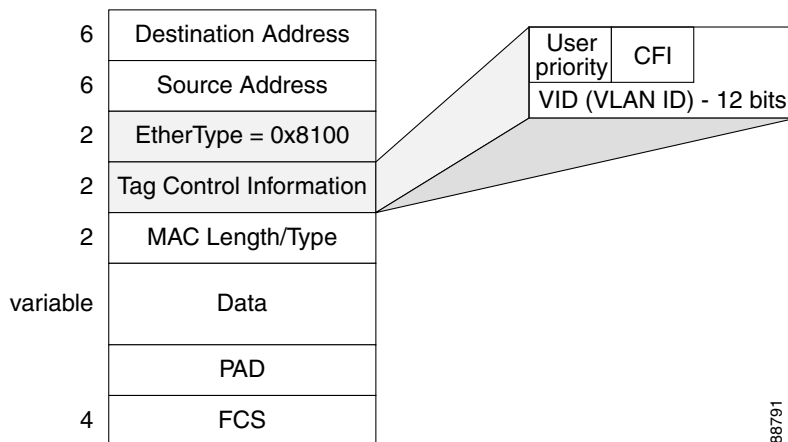 6 Destination Address
6 Source Address
2 EtherType = 0x8100
2 Tag Control Information
2 MAC Length/Type
variable Data
PAD
4 FCS
User
priority
CFI
VID (VLAN ID) - 12 bits
88791